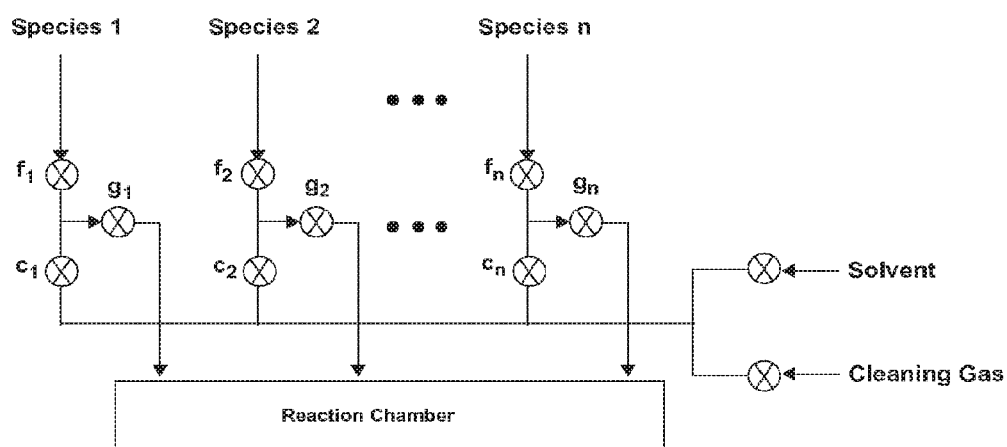 Species 1
Species 2
Species n
f1
f2
fn
g1
g2
gn
c1
c2
cn
Solvent
Cleaning Gas
Reaction Chamber